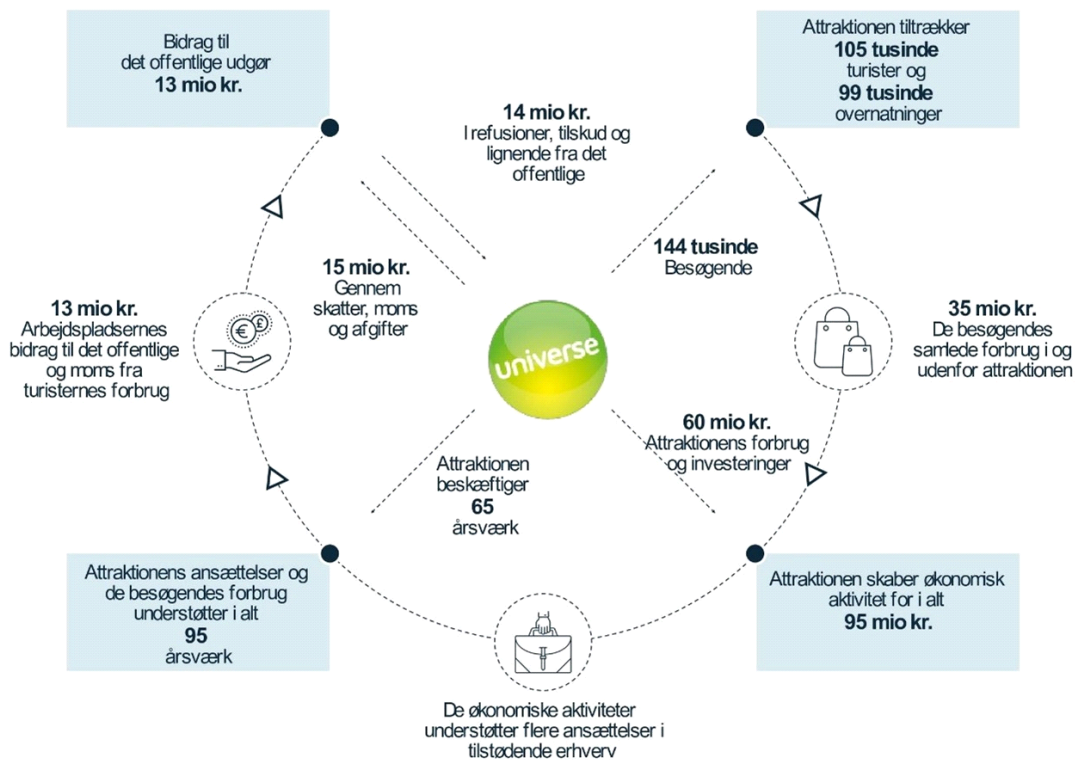 Bidrag til
det offentlige udgør
13 mio kr.
Attraktionen tiltrækker
105 tusinde
turister og
99 tusinde
overnatninger
14 mio kr.
I refusioner, tilskud og
lignende fra det
offentlige
144 tusinde
Besøgende
15 mio kr.
Gennem
skatter, moms
og afgifter
13 mio kr.
Arbejdspladsernes
bidrag til det offentlige
og moms fra
turisternes forbrug
universe
35 mio kr.
De besøgendes
samlede forbrug i og
udenfor attraktionen
60 mio kr.
Attraktionens forbrug
og investeringer
Attraktionen
beskæftiger
65
årsværk
Attraktionens ansættelser og
de besøgendes forbrug
understøtter i alt
95
årsværk
Attraktionen skaber økonomisk
aktivitet for i alt
95 mio kr.
De økonomiske aktiviteter
understøtter flere ansættelser i
tilstødende erhverv